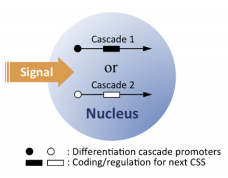 Cascade 1
Signal
or
Cascade 2
Nucleus
: Differentiation cascade promoters
: Coding/regulation for next CSS